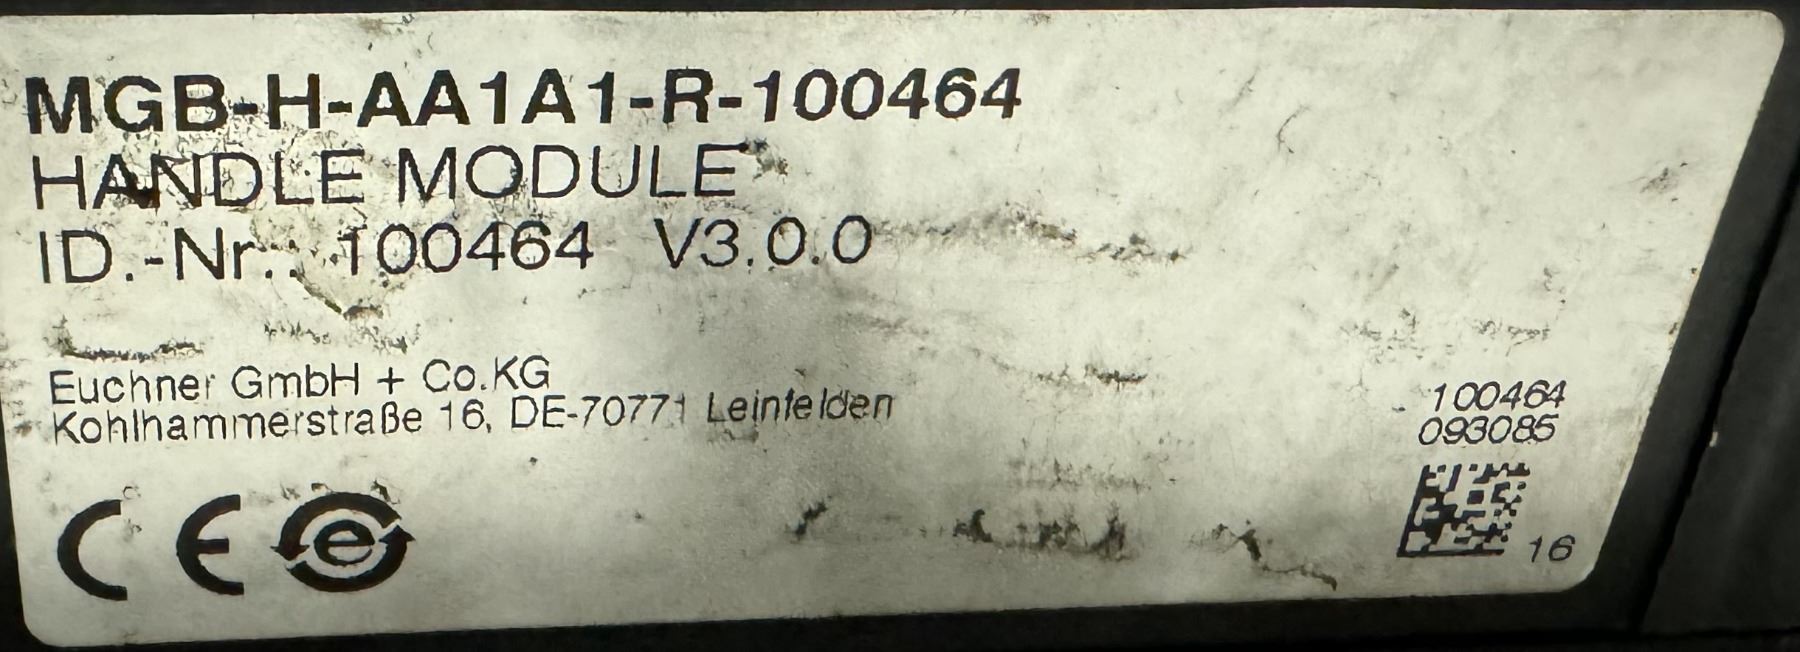 MGB-H-AA1A1-R-100464
HANDLE MODULE
ID.-Nr.: 100464 V3.0.0
Euchner GmbH + Co.KG
Kohlhammerstraße 16, DE-70771 Leinfelden
100464
093085
16
CE
e